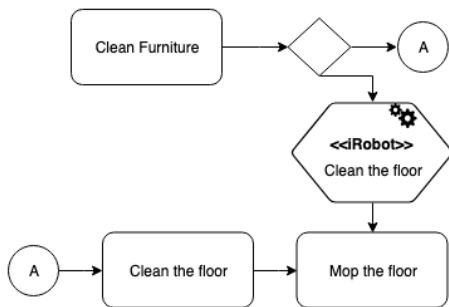 Clean Furniture
A
<<iRobot>>
Clean the floor
A
Clean the floor
Mop the floor